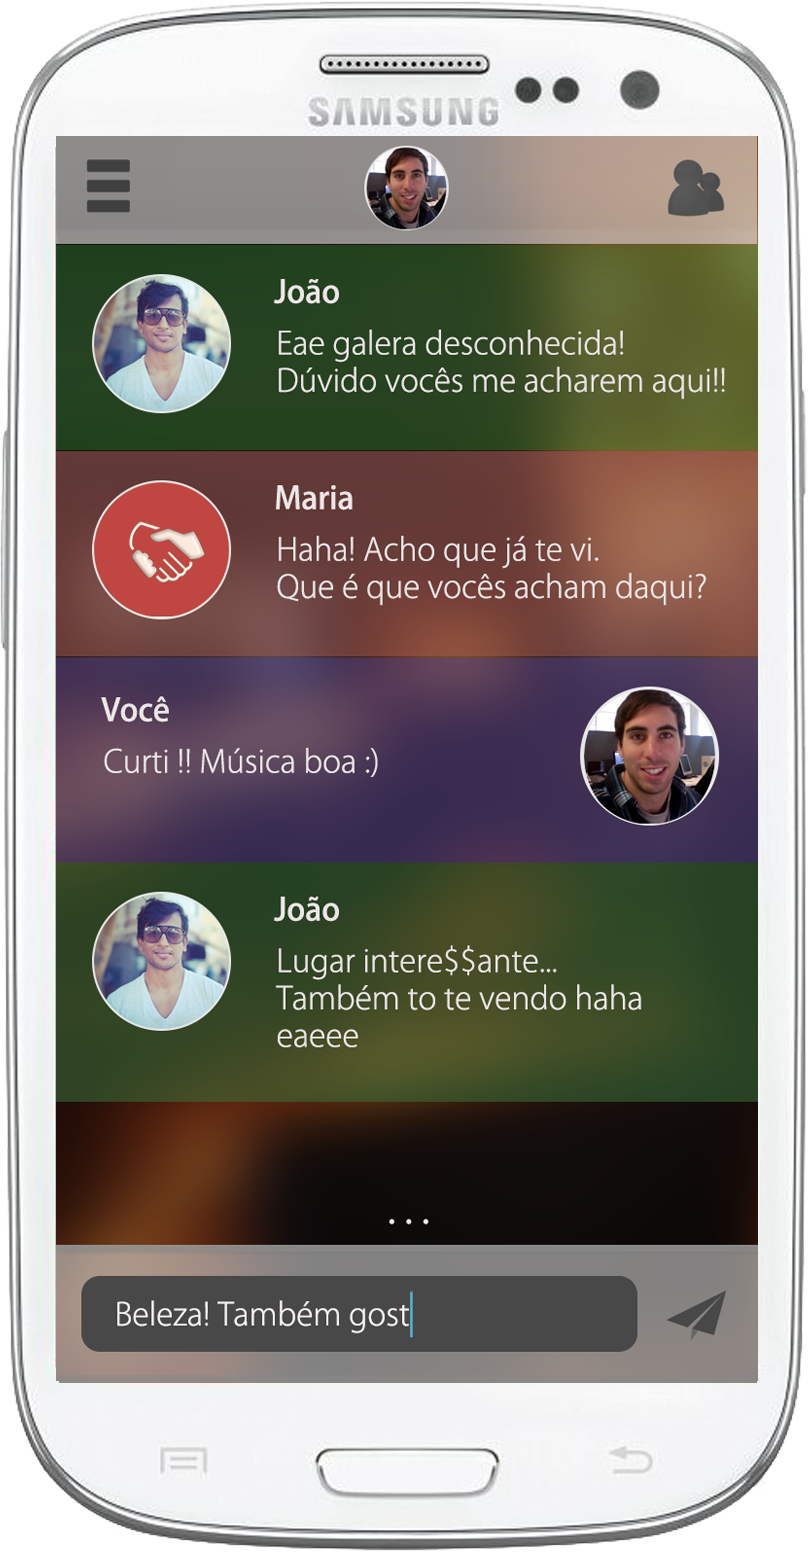 SAMSUNG
João
Eae galera desconhecida!
Dúvido vocês me acharem aqui!!
Maria
Haha! Acho que já te vi.
Que é que vocês acham daqui?
Você
Curti !! Música boa :)
João
Lugar intere$$ante...
Também to te vendo haha
eaeee
...
Beleza! Também gost